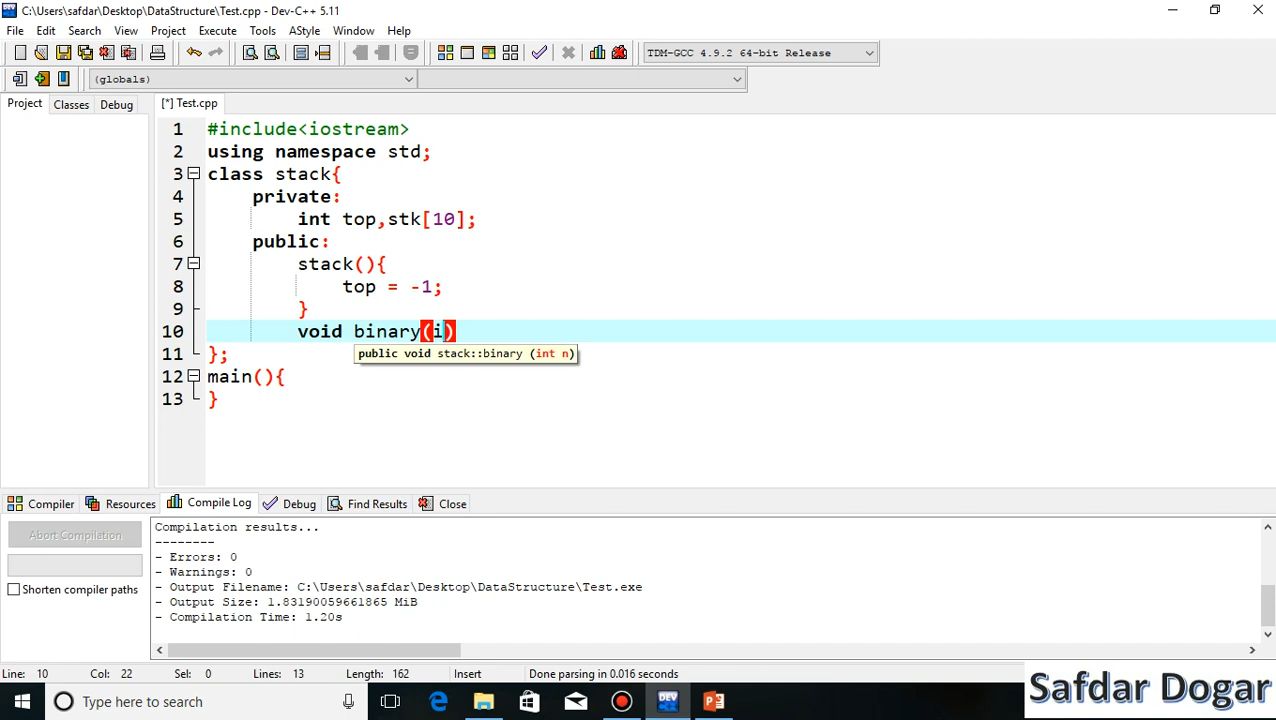 C:\Users\safdar\Desktop\DataStructure\Test.cpp - Dev-C++ 5.11
File Edit Search View Project Execute Tools AStyle Window Help
TDM-GCC 4.9.2 64-bit Release
(globals)
Project Classes Debug [*] Test.cpp
1 #include<iostream>
2 using namespace std;
3 class stack{
4 private:
5 int top,stk[10];
6 public:
7 stack(){
8 top = -1;
9 }
10 void binary(i)
public void stack::binary (int n)
11 };
12 main(){
13 }
Compiler Resources Compile Log Debug Find Results Close
Abort Compilation
Shorten compiler paths
Compilation results...
--------
- Errors: 0
- Warnings: 0
- Output Filename: C:\Users\safdar\Desktop\DataStructure\Test.exe
- Output Size: 1.83190059661865 MiB
- Compilation Time: 1.20s
Line: 10 Col: 22 Sel: 0 Lines: 13 Length: 162 Insert Done parsing in 0.016 seconds
Type here to search
DEV
Safdar Dogar